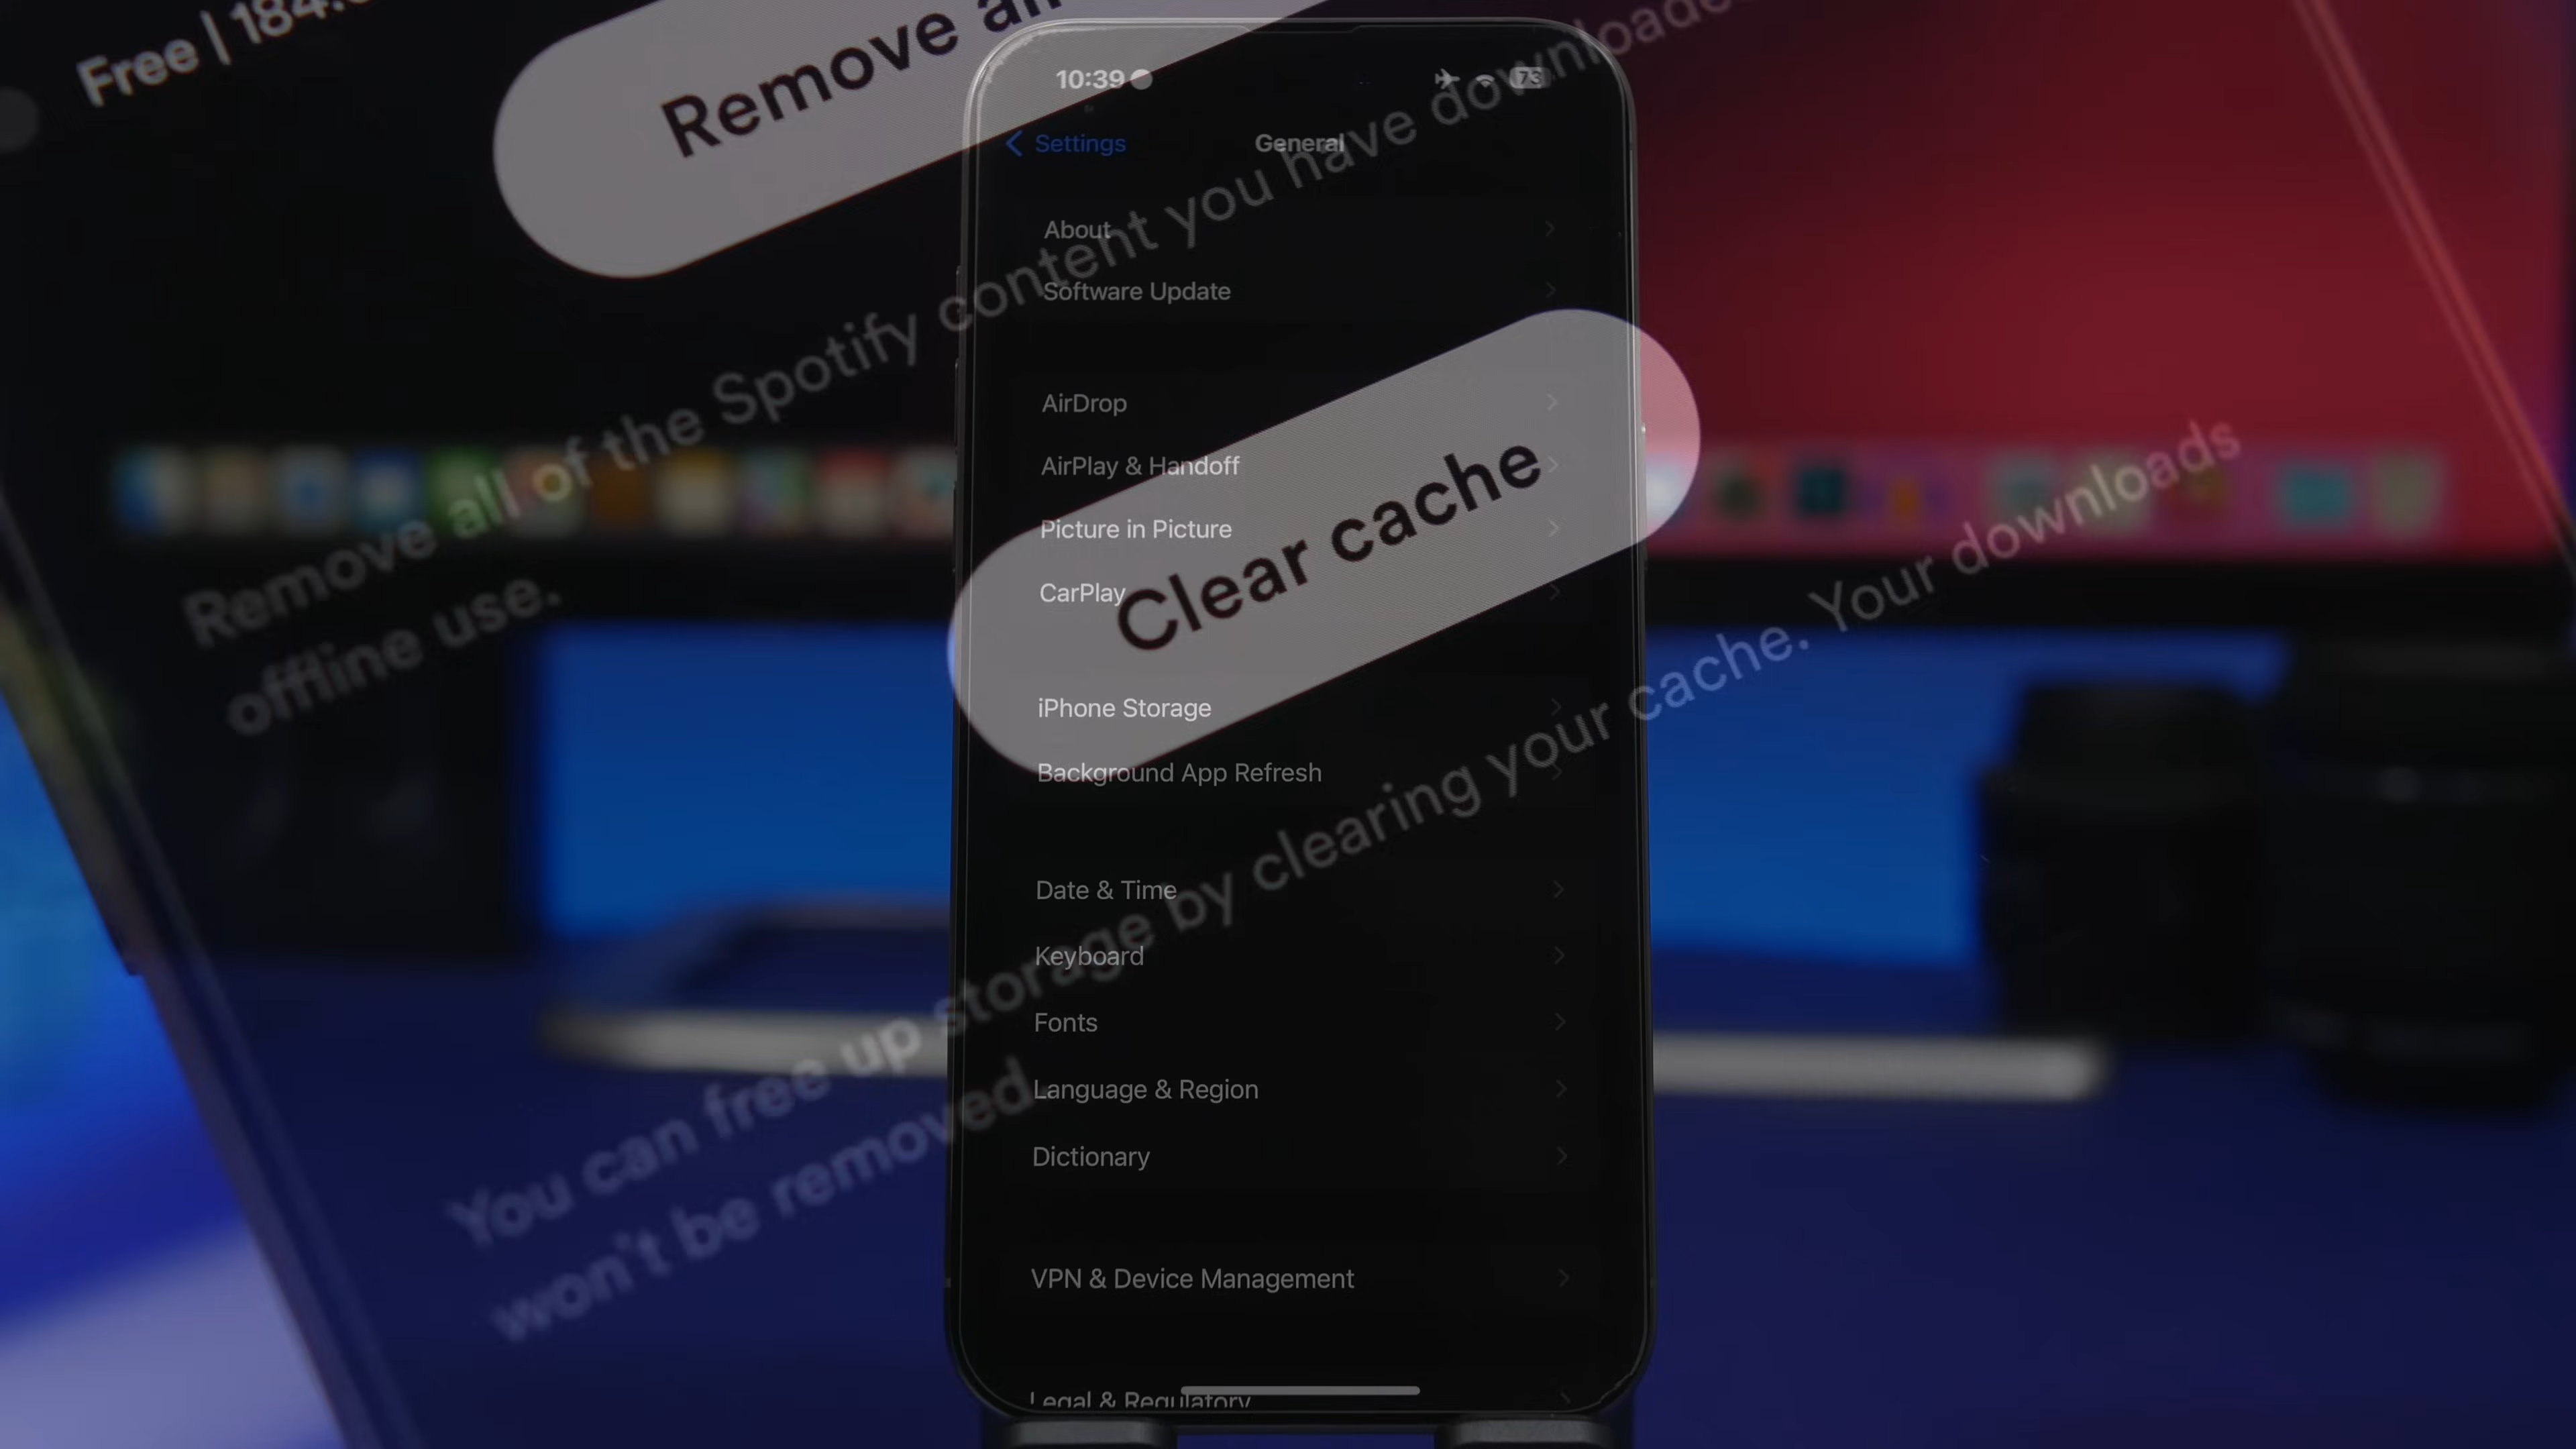 Free | 184.
Remove all
Remove all of the Spotify content you have downloaded
offline use.
Clear cache
You can free up storage by clearing your cache. Your downloads
won't be removed.
10:39
73
Settings
General
About
Software Update
AirDrop
AirPlay & Handoff
Picture in Picture
CarPlay
iPhone Storage
Background App Refresh
Date & Time
Keyboard
Fonts
Language & Region
Dictionary
VPN & Device Management
Legal & Regulatory